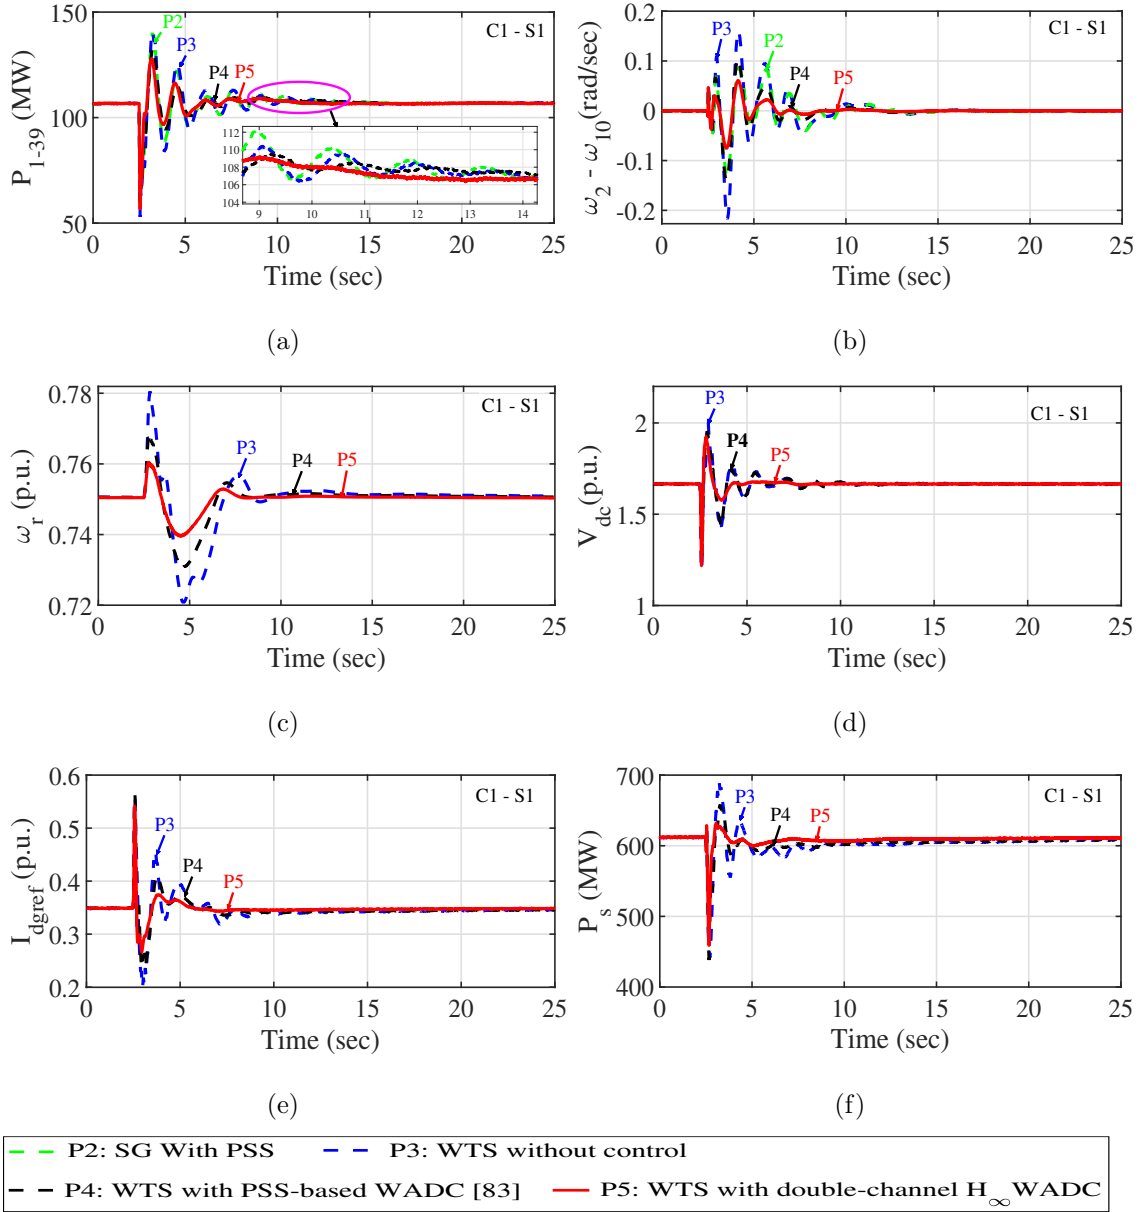 150
100
50
P1-39 (MW)
P2
P3
P4
P5
C1 - S1
112
110
108
106
104
9 10 11 12 13 14
0 5 10 15 20 25
Time (sec)
(a)
0.2
0.1
0
-0.1
-0.2
ω2 - ω10 (rad/sec)
P3
P2
P4
P5
C1 - S1
0 5 10 15 20 25
Time (sec)
(b)
0.78
0.76
0.74
0.72
ωr (p.u.)
P3
P4
P5
C1 - S1
0 5 10 15 20 25
Time (sec)
(c)
2
1.5
1
Vdc(p.u.)
P3
P4
P5
C1 - S1
0 5 10 15 20 25
Time (sec)
(d)
0.6
0.5
0.4
0.3
0.2
Idgref (p.u.)
P3
P4
P5
C1 - S1
0 5 10 15 20 25
Time (sec)
(e)
700
600
500
400
Ps (MW)
P3
P4
P5
C1 - S1
0 5 10 15 20 25
Time (sec)
(f)
P2: SG With PSS P3: WTS without control
P4: WTS with PSS-based WADC [83] P5: WTS with double-channel H∞ WADC